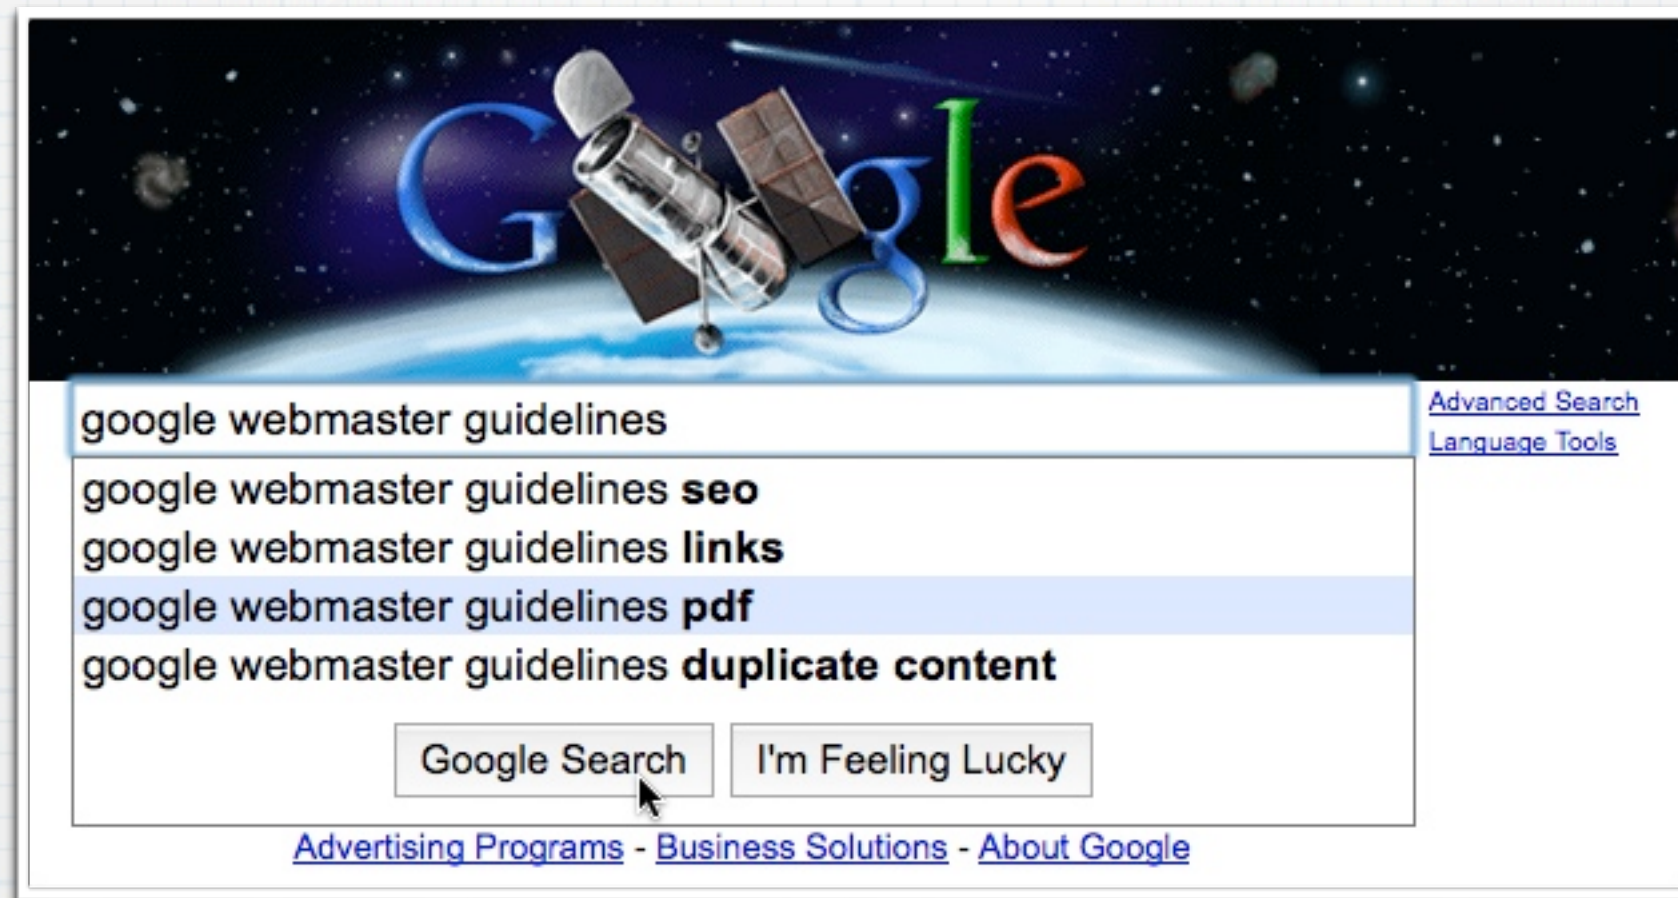 Google
google webmaster guidelines
Advanced Search
Language Tools
google webmaster guidelines seo
google webmaster guidelines links
google webmaster guidelines pdf
google webmaster guidelines duplicate content
Google Search
I'm Feeling Lucky
Advertising Programs - Business Solutions - About Google